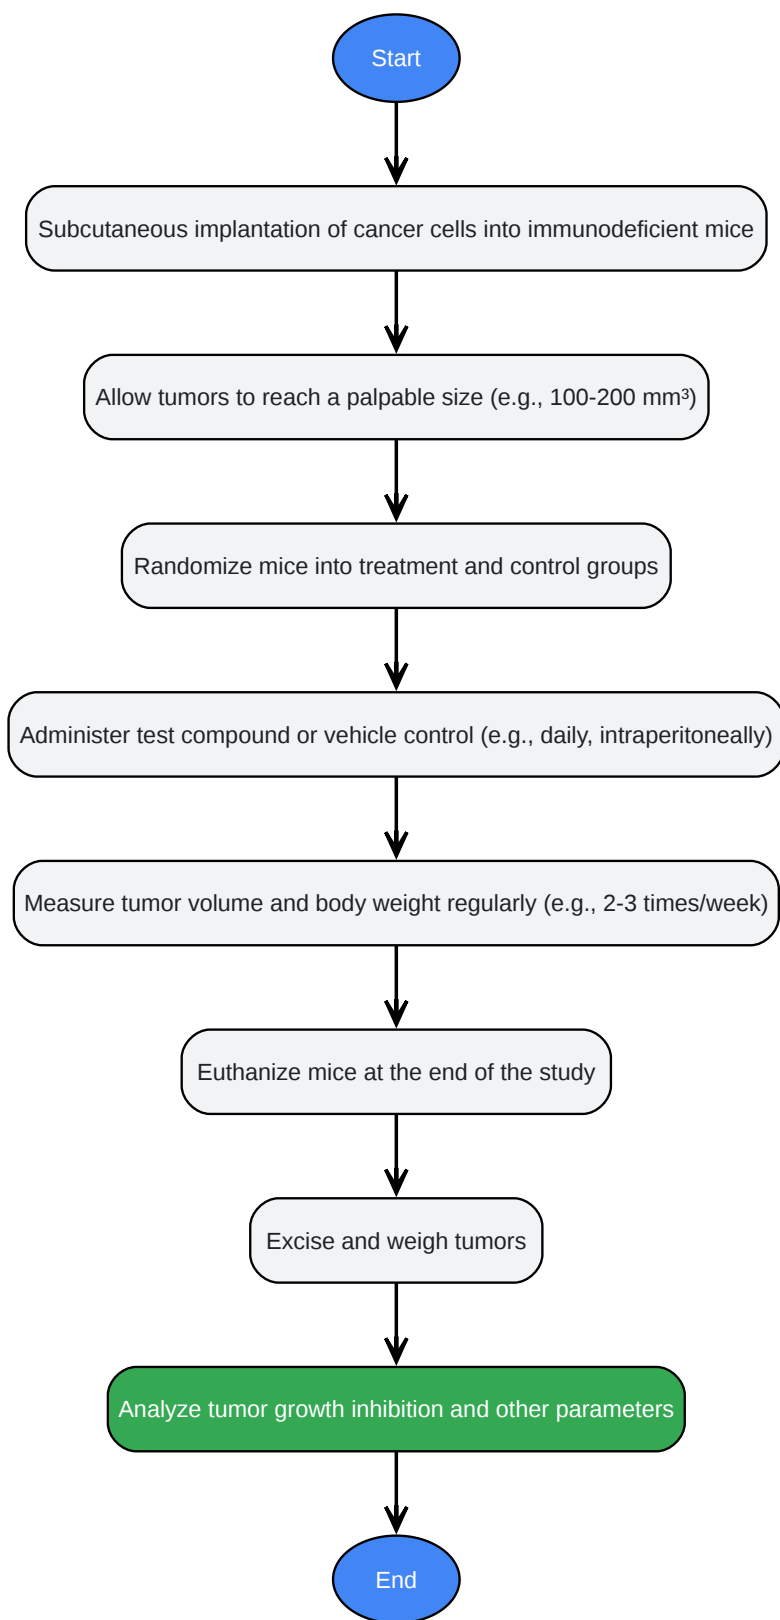 Start
Subcutaneous implantation of cancer cells into immunodeficient mice
Allow tumors to reach a palpable size (e.g., 100-200 mm³)
Randomize mice into treatment and control groups
Administer test compound or vehicle control (e.g., daily, intraperitoneally)
Measure tumor volume and body weight regularly (e.g., 2-3 times/week)
Euthanize mice at the end of the study
Excise and weigh tumors
Analyze tumor growth inhibition and other parameters
End